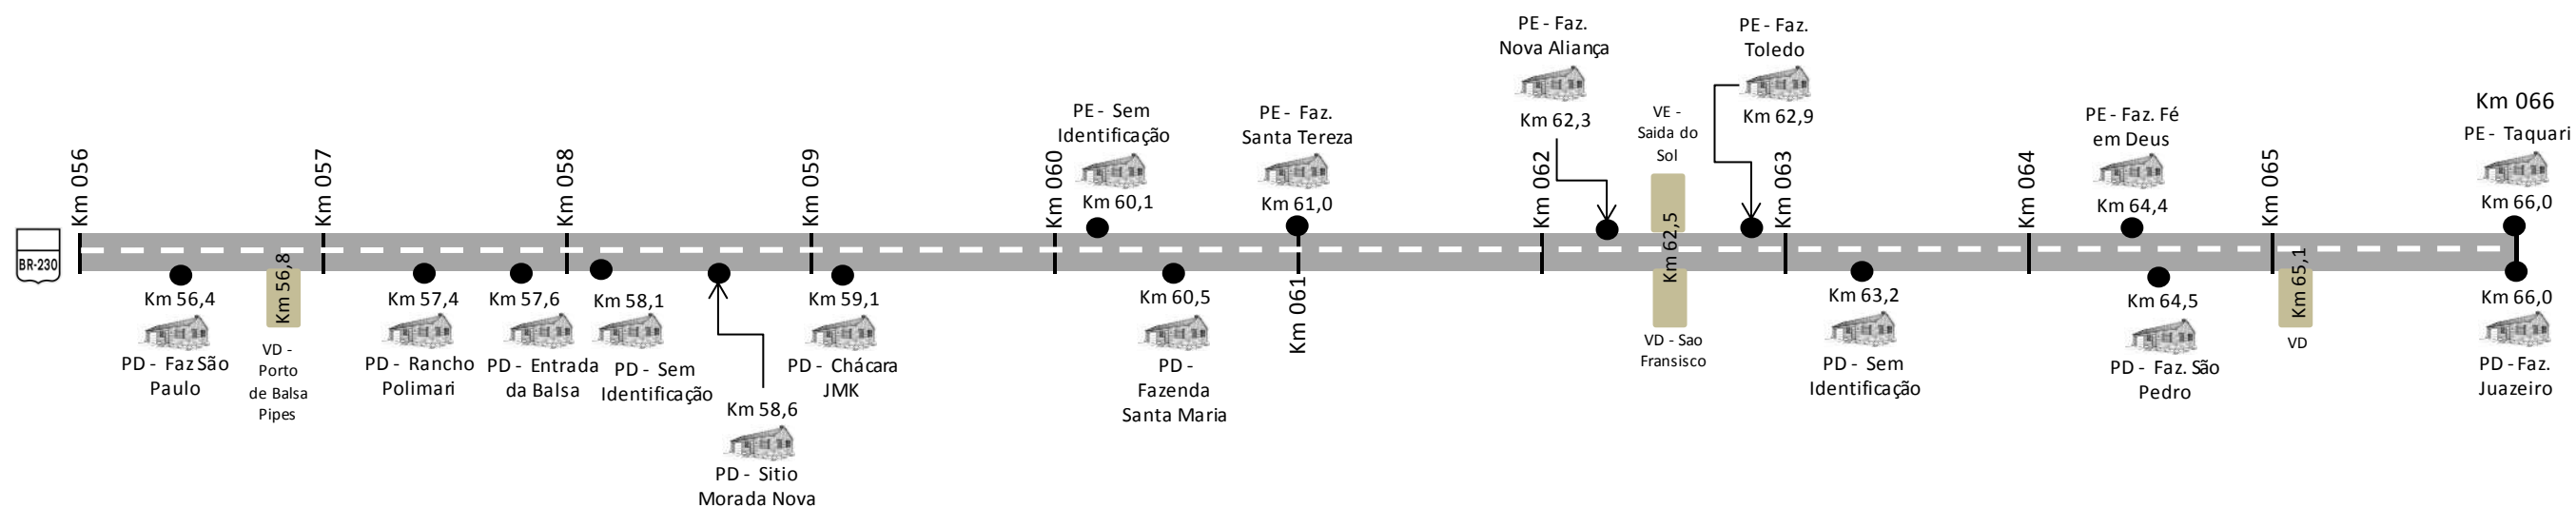 PE - Faz.
Nova Aliança
Km 62,3
PE - Faz.
Toledo
Km 62,9
PE - Sem
Identificação
Km 60,1
PE - Faz.
Santa Tereza
Km 61,0
VE -
Saida do
Sol
PE - Faz. Fé
em Deus
Km 64,4
Km 066
PE - Taquari
Km 66,0
Km 056
Km 057
Km 058
Km 059
Km 060
Km 061
Km 062
Km 063
Km 064
Km 065
BR-230
Km 56,4
PD - Faz São
Paulo
Km 56,8
VD -
Porto
de Balsa
Pipes
Km 57,4
PD - Rancho
Polimari
Km 57,6
PD - Entrada
da Balsa
Km 58,1
PD - Sem
Identificação
Km 58,6
PD - Sitio
Morada Nova
Km 59,1
PD - Chácara
JMK
Km 60,5
PD -
Fazenda
Santa Maria
Km 62,5
VD - Sao
Fransisco
Km 63,2
PD - Sem
Identificação
Km 64,5
PD - Faz. São
Pedro
Km 65,1
VD
Km 66,0
PD - Faz.
Juazeiro